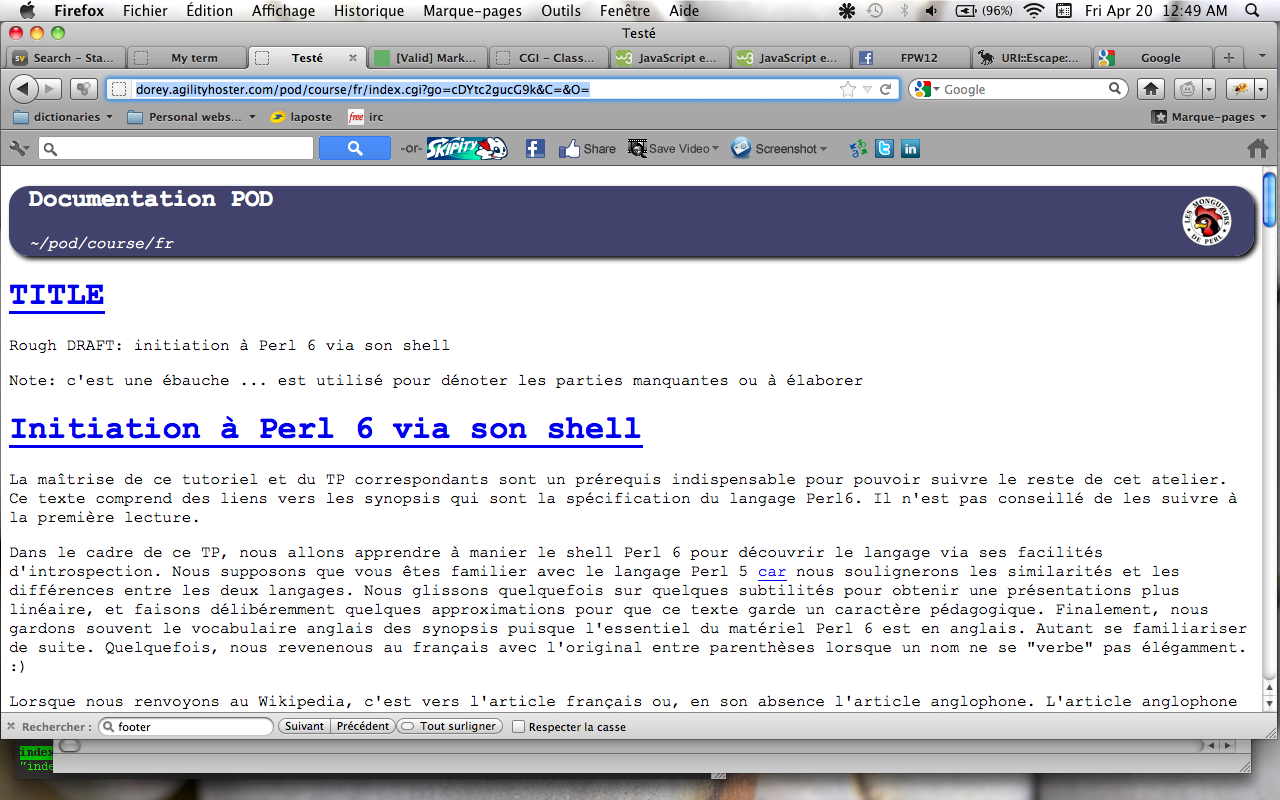 Firefox Fichier Édition Affichage Historique Marque-pages Outils Fenêtre Aide (96%) Fri Apr 20 12:49 AM
Testé
sv Search - Sta... My term Testé [Valid] Mark... CGI - Class... JavaScript e... JavaScript e... FPW12 URI::Escape:... Google
dorey.agilityhoster.com/pod/course/fr/index.cgi?go=cDYtc2gucG9k&C=&O= Google
dictionaries Personal webs... laposte free irc Marque-pages
-or- SKIPITY Share Save Video Screenshot
Documentation POD
LES MONGUEURS DE PERL
~/pod/course/fr
TITLE
Rough DRAFT: initiation à Perl 6 via son shell
Note: c'est une ébauche ... est utilisé pour dénoter les parties manquantes ou à élaborer
Initiation à Perl 6 via son shell
La maîtrise de ce tutoriel et du TP correspondants sont un prérequis indispensable pour pouvoir suivre le reste de cet atelier.
Ce texte comprend des liens vers les synopsis qui sont la spécification du langage Perl6. Il n'est pas conseillé de les suivre à
la première lecture.
Dans le cadre de ce TP, nous allons apprendre à manier le shell Perl 6 pour découvrir le langage via ses facilités
d'introspection. Nous supposons que vous êtes familier avec le langage Perl 5 car nous soulignerons les similarités et les
différences entre les deux langages. Nous glissons quelquefois sur quelques subtilités pour obtenir une présentations plus
linéaire, et faisons délibéremment quelques approximations pour que ce texte garde un caractère pédagogique. Finalement, nous
gardons souvent le vocabulaire anglais des synopsis puisque l'essentiel du matériel Perl 6 est en anglais. Autant se familiariser
de suite. Quelquefois, nous revenenous au français avec l'original entre parenthèses lorsque un nom ne se "verbe" pas élégamment.
:)
Lorsque nous renvoyons au Wikipedia, c'est vers l'article français ou, en son absence l'article anglophone. L'article anglophone
Rechercher : footer Suivant Précédent Tout surligner Respecter la casse
index
"inde